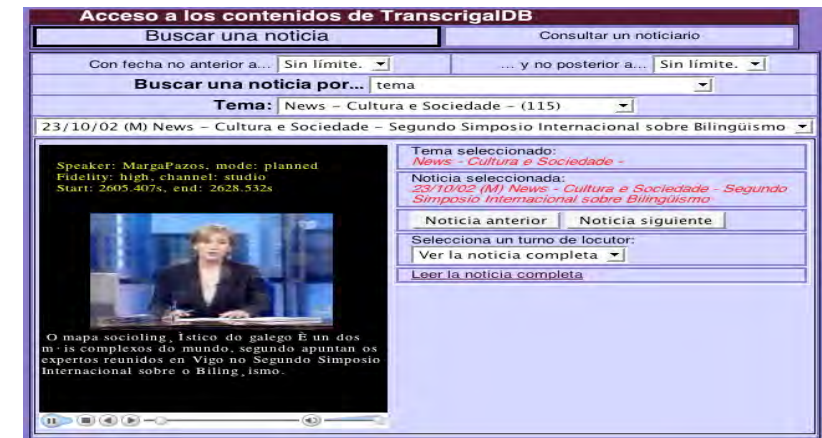 Acceso a los contenidos de TranscrigalDB
Buscar una noticia
Consultar un noticiario
Con fecha no anterior a... Sin límite.
... y no posterior a... Sin límite.
Buscar una noticia por... tema
Tema: News - Cultura e Sociedade - (115)
23/10/02 (M) News - Cultura e Sociedade - Segundo Simposio Internacional sobre Bilingüismo
Speaker: MargaPazos, mode: planned
Fidelity: high, channel: studio
Start: 2605.407s, end: 2628.532s
O mapa socioling¸Ìstico do galego È un dos
m·is complexos do mundo, segundo apuntan os
expertos reunidos en Vigo no Segundo Simposio
Internacional sobre o Biling¸ismo.
Tema seleccionado:
News - Cultura e Sociedade -
Noticia seleccionada:
23/10/02 (M) News - Cultura e Sociedade - Segundo
Simposio Internacional sobre Bilingüismo
Noticia anterior
Noticia siguiente
Selecciona un turno de locutor:
Ver la noticia completa
Leer la noticia completa